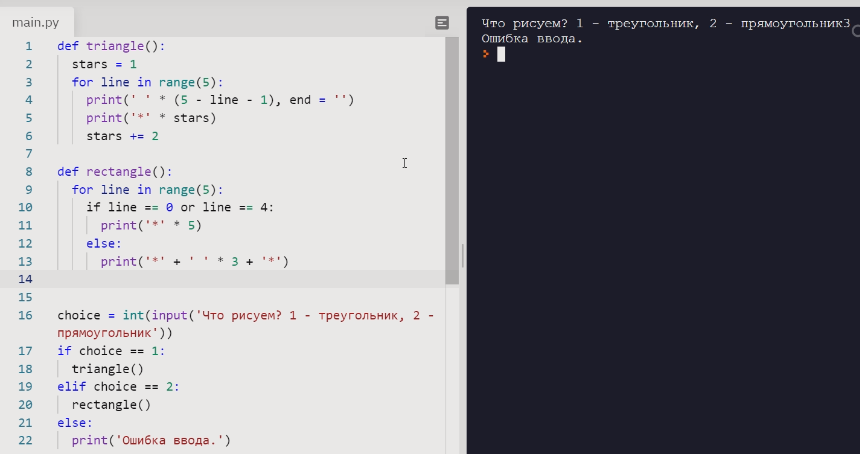 main.py
1 def triangle():
2 stars = 1
3 for line in range(5):
4 print(' ' * (5 - line - 1), end = '')
5 print('*' * stars)
6 stars += 2
7
8 def rectangle():
9 for line in range(5):
10 if line == 0 or line == 4:
11 print('*' * 5)
12 else:
13 print('*' + ' ' * 3 + '*')
14
15
16 choice = int(input('Что рисуем? 1 - треугольник, 2 -
прямоугольник'))
17 if choice == 1:
18 triangle()
19 elif choice == 2:
20 rectangle()
21 else:
22 print('Ошибка ввода.')
Что рисуем? 1 - треугольник, 2 - прямоугольник3
Ошибка ввода.
>